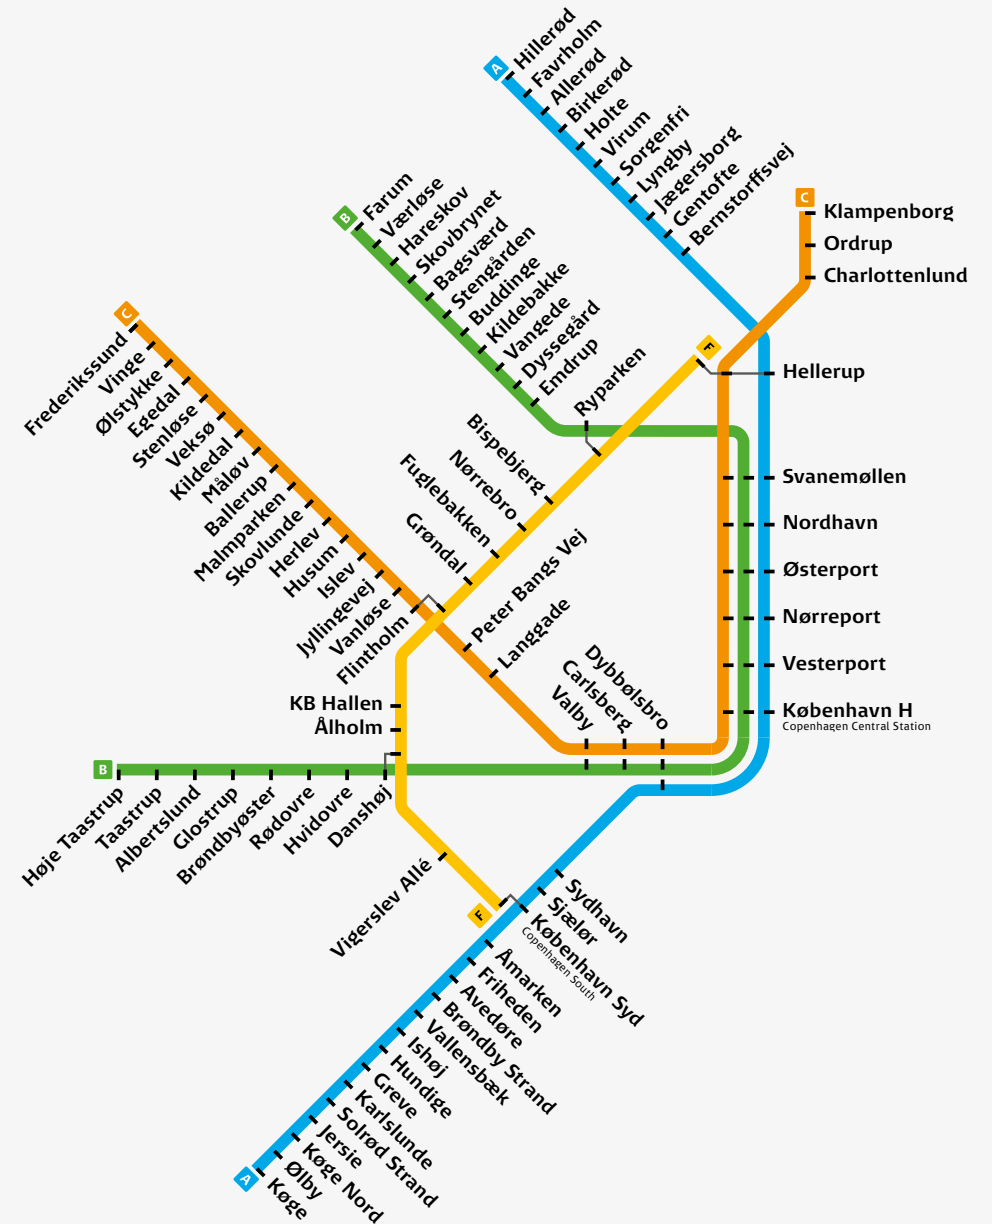 A
Hillerød
Favrholm
Allerød
Birkerød
Holte
Virum
Sorgenfri
Lyngby
Jægersborg
Gentofte
Bernstorffsvej
C
Klampenborg
Ordrup
Charlottenlund
B
Farum
Værløse
Hareskov
Skovbrynet
Bagsværd
Stengården
Buddinge
Kildebakke
Vangede
Dyssegård
Emdrup
Ryparken
F
Hellerup
Svanemøllen
Nordhavn
Østerport
Nørreport
Vesterport
København H
Copenhagen Central Station
C
Frederikssund
Vinge
Ølstykke
Egedal
Stenløse
Veksø
Kildedal
Måløv
Ballerup
Malmparken
Skovlunde
Herlev
Husum
Islev
Jyllingevej
Vanløse
Flintholm
Peter Bangs Vej
Langgade
Valby
Carlsberg
Dybbølsbro
Bispebjerg
Nørrebro
Fuglebakken
Grøndal
KB Hallen
Ålholm
B
Høje Taastrup
Taastrup
Albertslund
Glostrup
Brøndbyøster
Rødovre
Hvidovre
Danshøj
Vigerslev Allé
F
Sydhavn
Sjælør
København Syd
Copenhagen South
Åmarken
Friheden
Avedøre
Brøndby Strand
Vallensbæk
Ishøj
Hundige
Greve
Karlslunde
Solrød Strand
Jersie
Køge Nord
Ølby
Køge
A